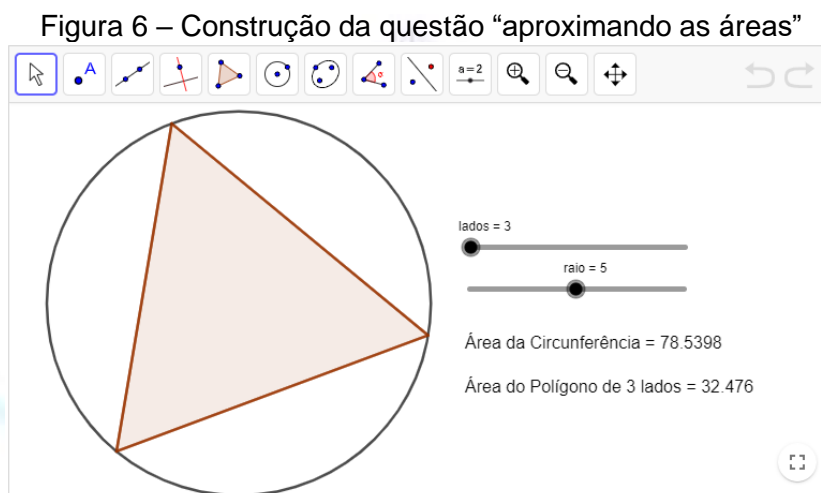 Figura 6 – Construção da questão “aproximando as áreas”
A
α
a=2
lados = 3
raio = 5
Área da Circunferência = 78.5398
Área do Polígono de 3 lados = 32.476